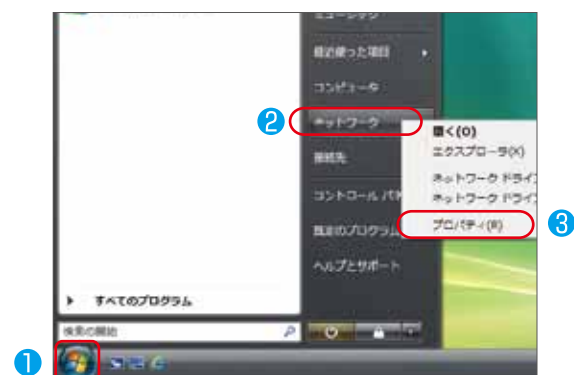 ミュージック
最近使った項目
コンピュータ
② ネットワーク
接続先
コントロール パネ
既定のプログラム
ヘルプとサポート
開く(O)
エクスプローラ(X)
ネットワーク ドライ
ネットワーク ドライ
プロパティ(R) ③
すべてのプログラム
検索の開始
①